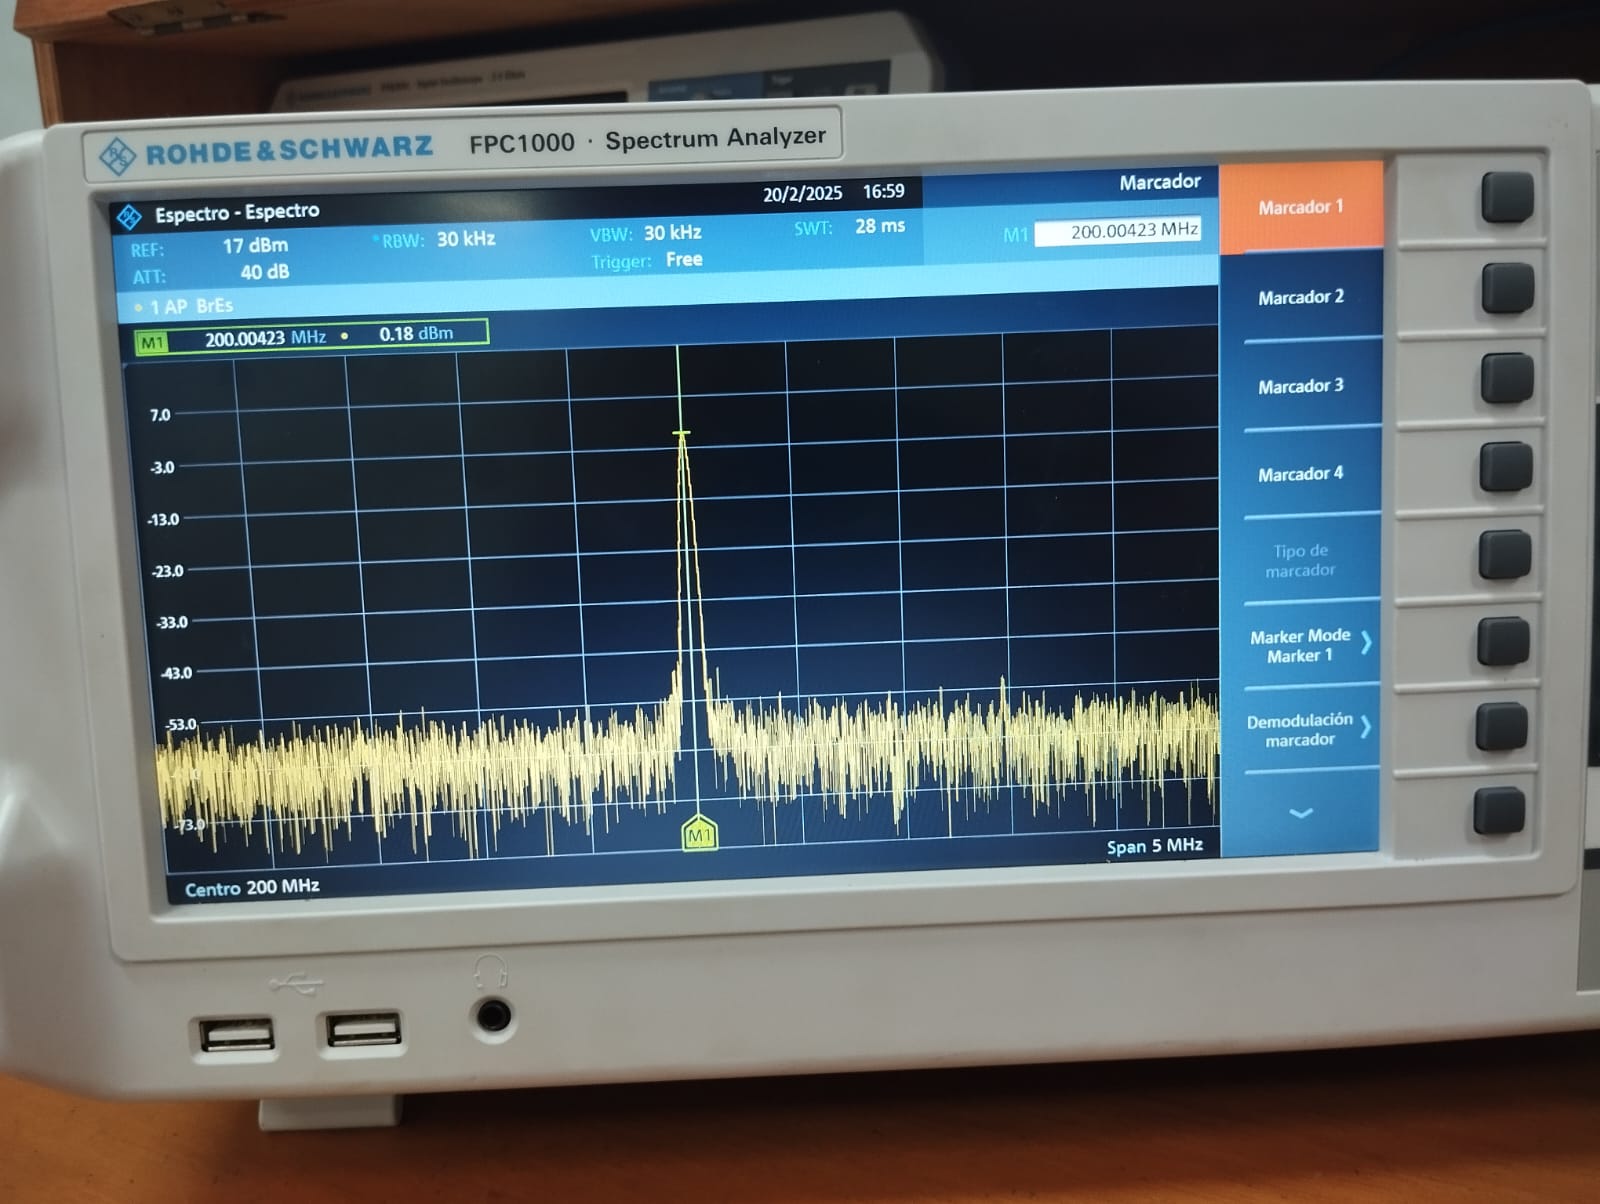 ROHDE & SCHWARZ FPC1000 · Spectrum Analyzer
Espectro - Espectro 20/2/2025 16:59 Marcador
REF: 17 dBm RBW: 30 kHz VBW: 30 kHz SWT: 28 ms M1 200.00423 MHz
ATT: 40 dB Trigger: Free
1 AP BrEs
M1 200.00423 MHz • 0.18 dBm
7.0
-3.0
-13.0
-23.0
-33.0
-43.0
-53.0
-73.0
M1
Centro 200 MHz Span 5 MHz
Marcador 1
Marcador 2
Marcador 3
Marcador 4
Tipo de
marcador
Marker Mode
Marker 1
Demodulación
marcador